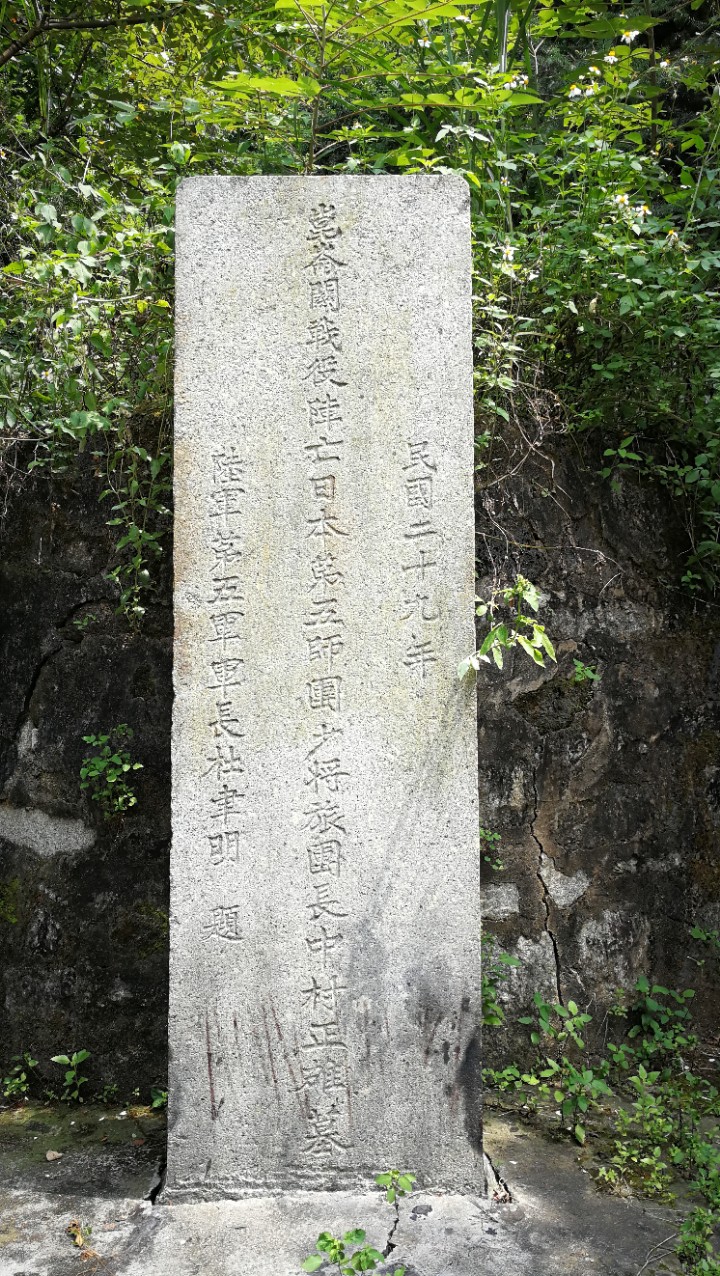 民國二十九年
崑崙關戰役陣亡日本第五師團少將旅團長中村正雄墓
陸軍第五軍軍長杜聿明 題